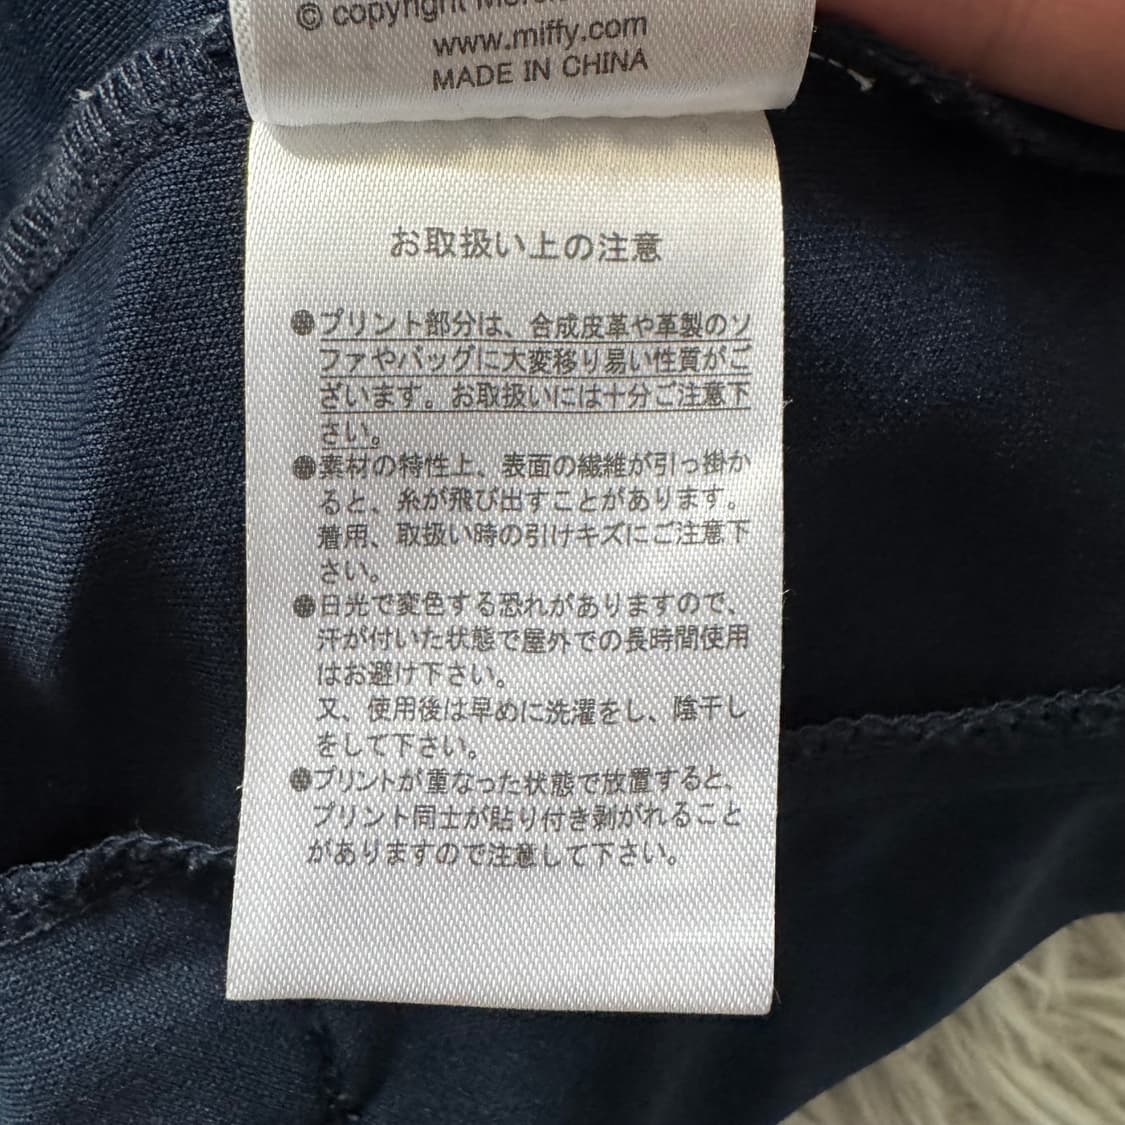 © copyright
www.miffy.com
MADE IN CHINA
お取扱い上の注意
●プリント部分は、合成皮革や革製のソ
ファやバッグに大変移り易い性質がご
ざいます。お取扱いには十分ご注意下
さい。
●素材の特性上、表面の繊維が引っ掛か
ると、糸が飛び出すことがあります。
着用、取扱い時の引けキズにご注意下
さい。
●日光で変色する恐れがありますので、
汗が付いた状態で屋外での長時間使用
はお避け下さい。
又、使用後は早めに洗濯をし、陰干し
をして下さい。
●プリントが重なった状態で放置すると、
プリント同士が貼り付き剥がれること
がありますので注意して下さい。